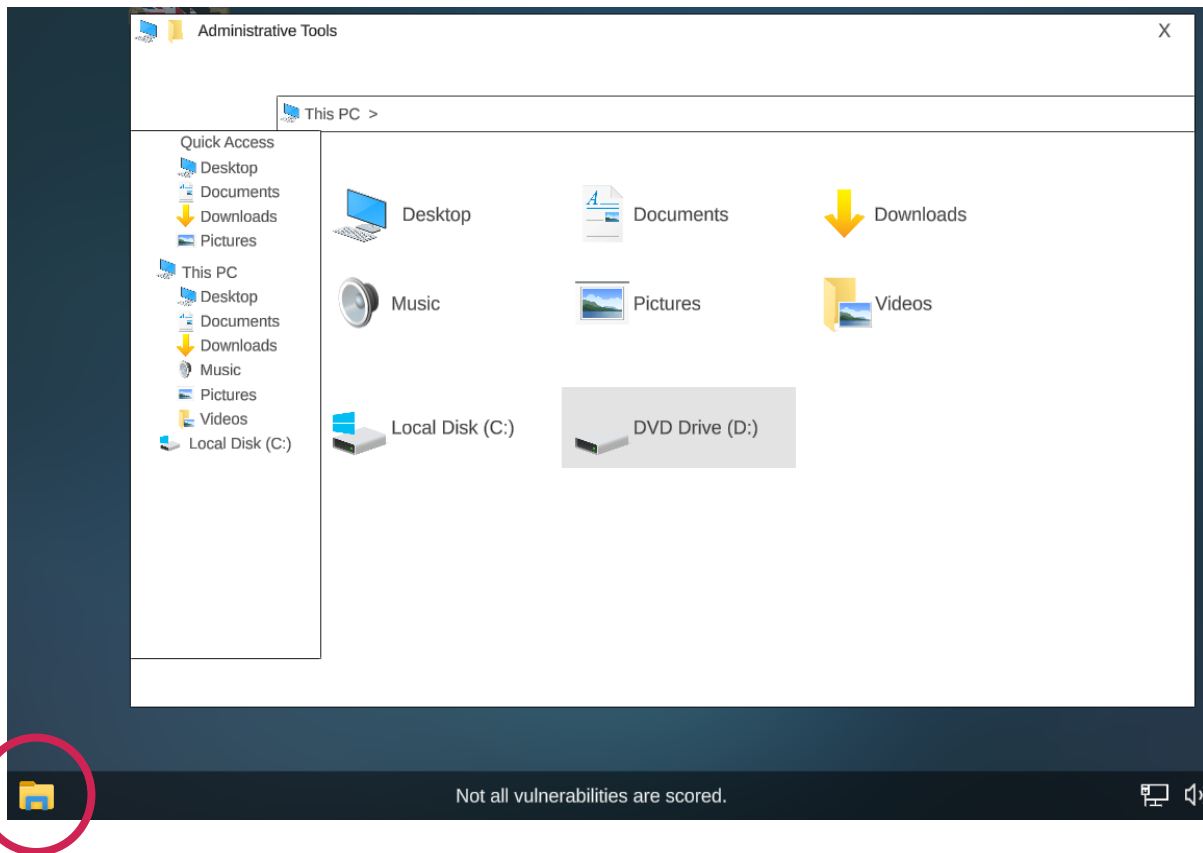 Administrative Tools
X
This PC >
Quick Access
Desktop
Documents
Downloads
Pictures
This PC
Desktop
Documents
Downloads
Music
Pictures
Videos
Local Disk (C:)
Desktop
Documents
Downloads
Music
Pictures
Videos
Local Disk (C:)
DVD Drive (D:)
Not all vulnerabilities are scored.